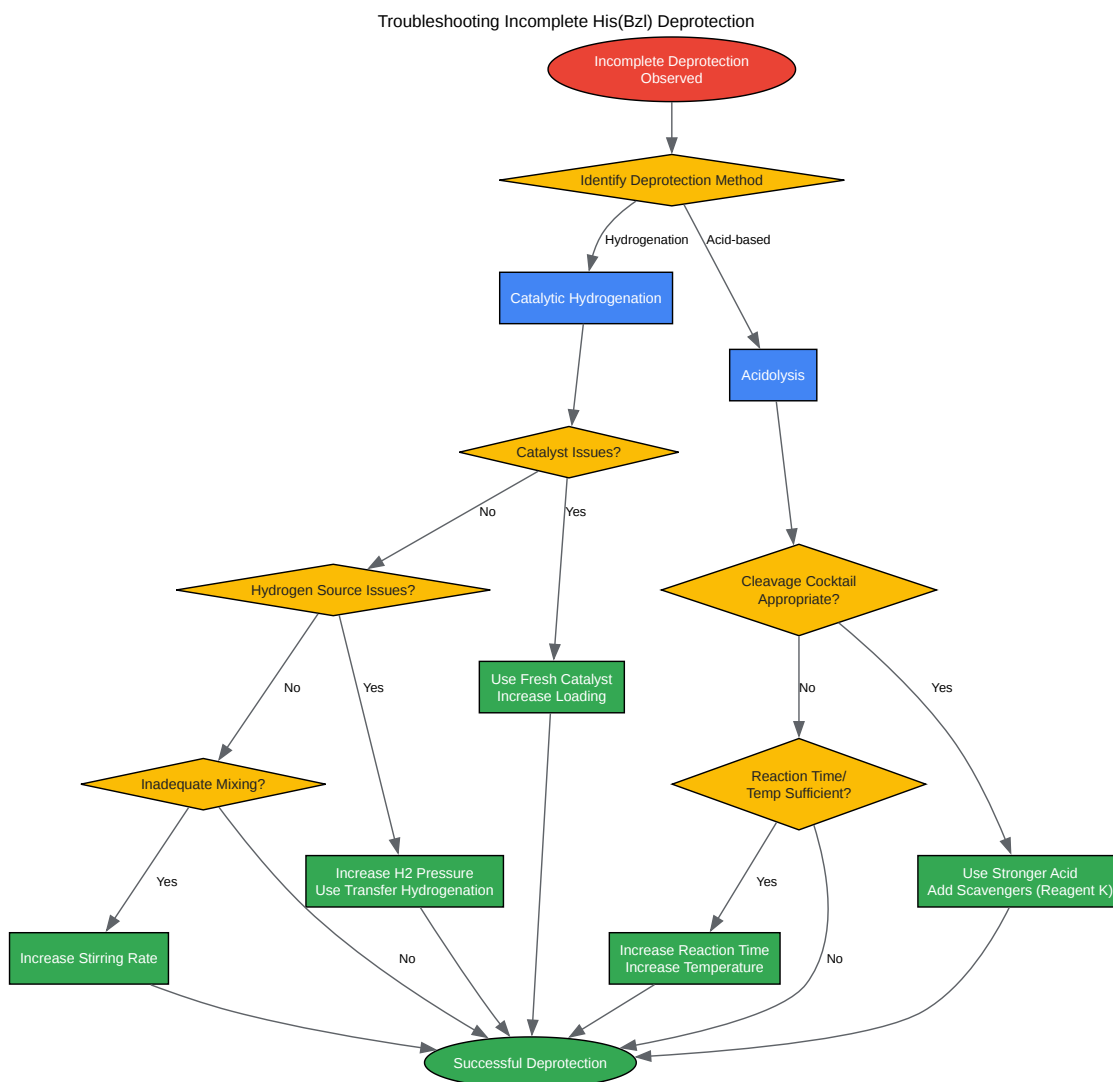 Troubleshooting Incomplete His(Bzl) Deprotection
Incomplete Deprotection
Observed
Identify Deprotection Method
Hydrogenation
Acid-based
Catalytic Hydrogenation
Acidolysis
Catalyst Issues?
No
Yes
Hydrogen Source Issues?
Cleavage Cocktail
Appropriate?
No
Yes
Use Fresh Catalyst
Increase Loading
No
Yes
Inadequate Mixing?
Reaction Time/
Temp Sufficient?
Yes
No
Increase H2 Pressure
Use Transfer Hydrogenation
Yes
No
Use Stronger Acid
Add Scavengers (Reagent K)
Increase Stirring Rate
Increase Reaction Time
Increase Temperature
Successful Deprotection